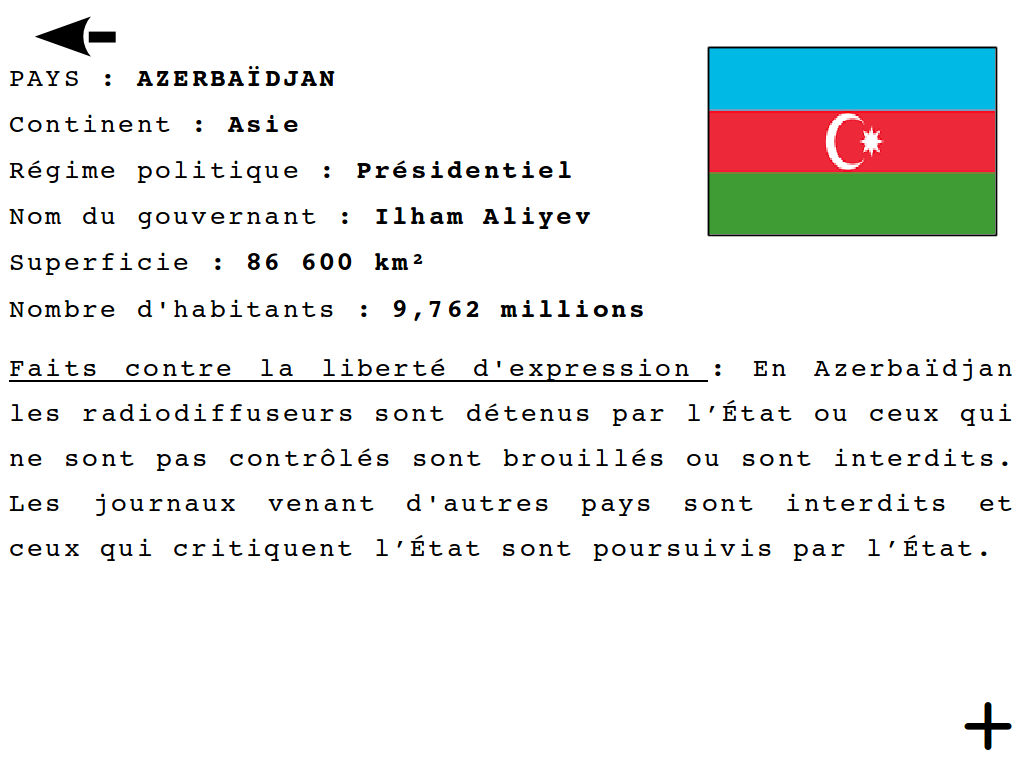 PAYS : AZERBAÏDJAN
Continent : Asie
Régime politique : Présidentiel
Nom du gouvernant : Ilham Aliyev
Superficie : 86 600 km²
Nombre d'habitants : 9,762 millions
Faits contre la liberté d'expression : En Azerbaïdjan
les radiodiffuseurs sont détenus par l’État ou ceux qui
ne sont pas contrôlés sont brouillés ou sont interdits.
Les journaux venant d'autres pays sont interdits et
ceux qui critiquent l’État sont poursuivis par l’État.